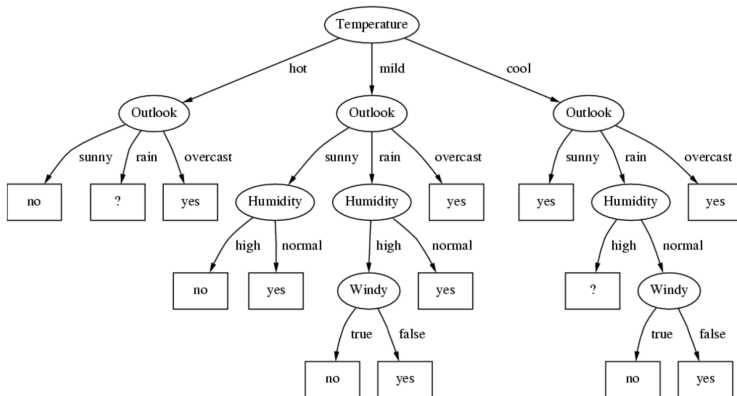 Temperature
hot mild cool
Outlook Outlook Outlook
sunny rain overcast sunny rain overcast sunny rain overcast
no ? yes Humidity Humidity yes yes Humidity yes
high normal high normal high normal
no yes Windy yes ? Windy
true false true false
no yes no yes